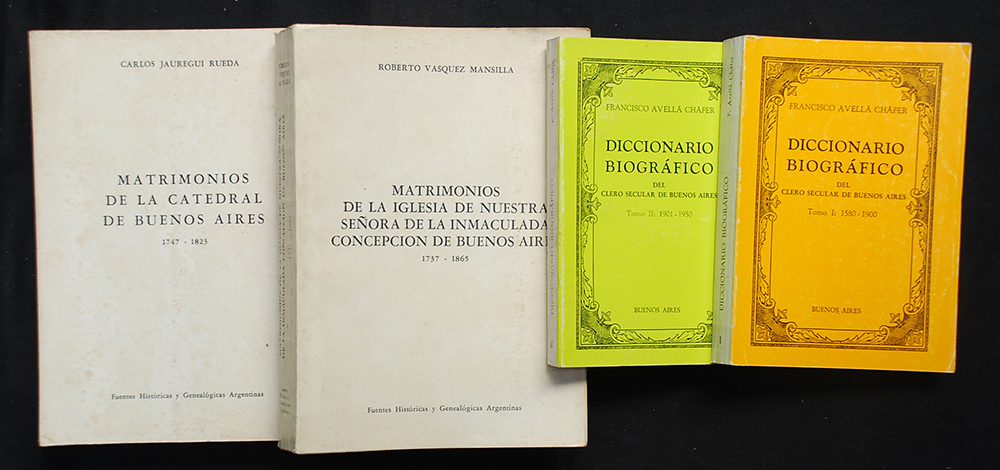 CARLOS JAUREGUI RUEDA
MATRIMONIOS
DE LA CATEDRAL
DE BUENOS AIRES
1747 - 1823
Fuentes Históricas y Genealógicas Argentinas
ROBERTO VASQUEZ MANSILLA
MATRIMONIOS
DE LA IGLESIA DE NUESTRA
SEÑORA DE LA INMACULADA
CONCEPCION DE BUENOS AIRE
1737 - 1865
Fuentes Históricas y Genealógicas Argentinas
FRANCISCO AVELLÁ CHÁFER
DICCIONARIO
BIOGRÁFICO
DEL
CLERO SECULAR DE BUENOS AIRES
Tomo II: 1901 - 1950
BUENOS AIRES
F. Avellá Cháfer
DICCIONARIO BIOGRÁFICO
I
FRANCISCO AVELLÁ CHÁFER
DICCIONARIO
BIOGRÁFICO
DEL
CLERO SECULAR DE BUENOS AIRES
Tomo I: 1580 - 1900
BUENOS AIRES